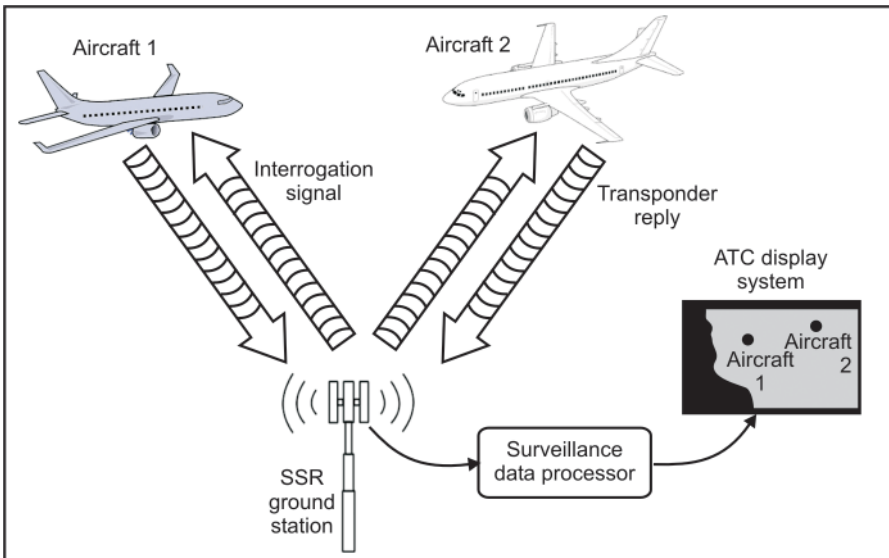 Aircraft 1
Aircraft 2
Interrogation
signal
Transponder
reply
ATC display
system
Aircraft
1
Aircraft
2
SSR
ground
station
Surveillance
data processor